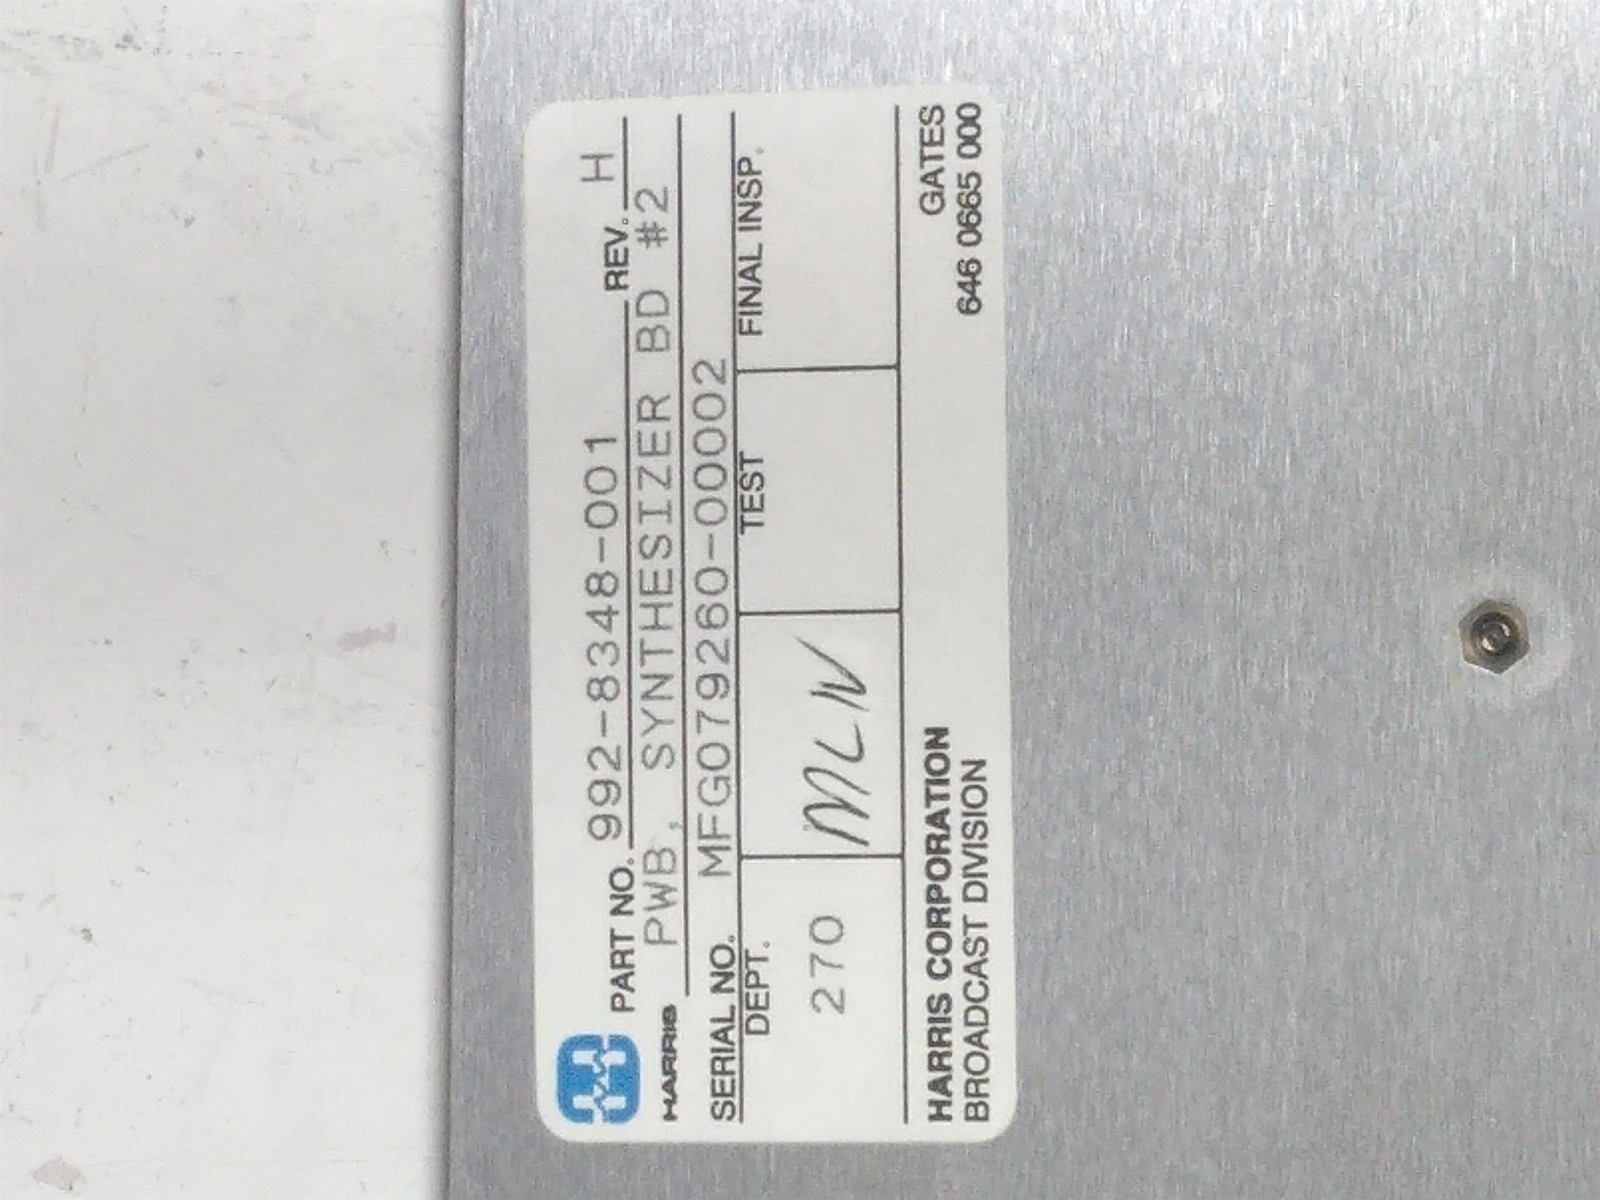 PART NO. 992-8348-001 REV. H
HARRIS PWB, SYNTHESIZER BD #2
SERIAL NO. MFG079260-00002
DEPT. TEST FINAL INSP.
270 MLN
HARRIS CORPORATION GATES
BROADCAST DIVISION 646 0665 000